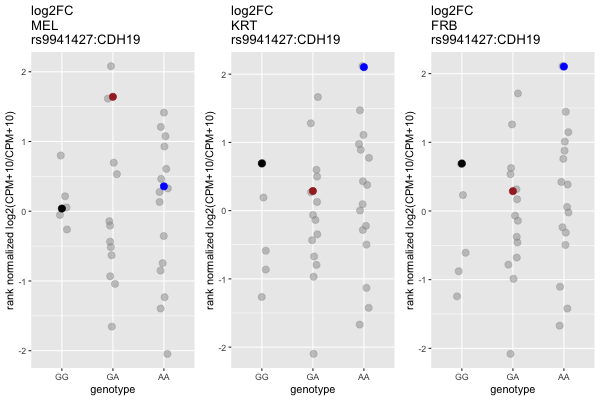 log2FC
MEL
rs9941427:CDH19
rank normalized log2(CPM+10/CPM+10)
2
1
0
-1
-2
GG
GA
AA
genotype
log2FC
KRT
rs9941427:CDH19
rank normalized log2(CPM+10/CPM+10)
2
1
0
-1
-2
GG
GA
AA
genotype
log2FC
FRB
rs9941427:CDH19
rank normalized log2(CPM+10/CPM+10)
2
1
0
-1
-2
GG
GA
AA
genotype